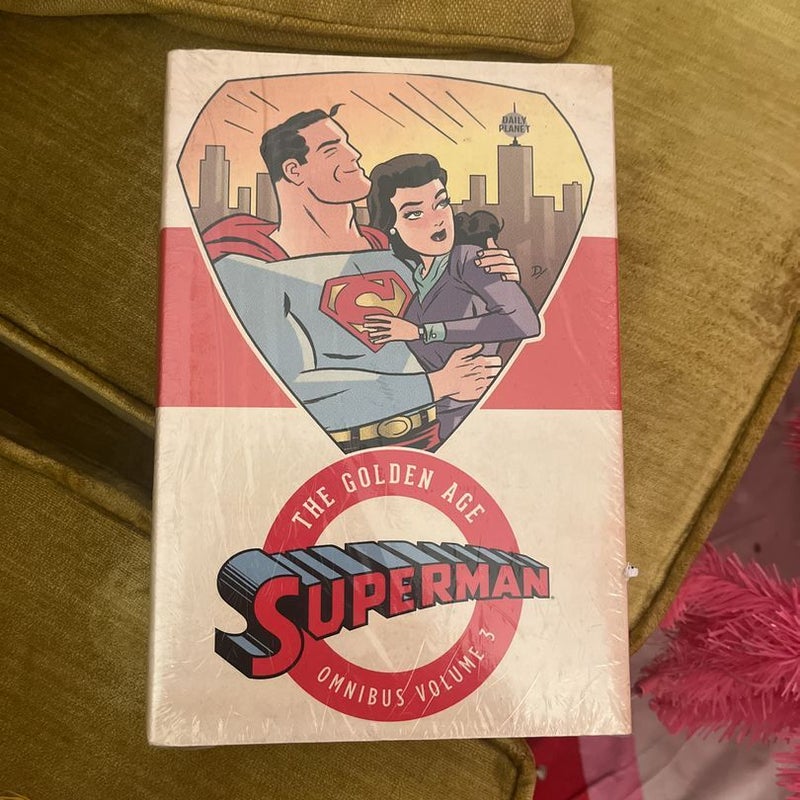 DAILY
PLANET
S
THE GOLDEN AGE
SUPERMAN
OMNIBUS VOLUME 3